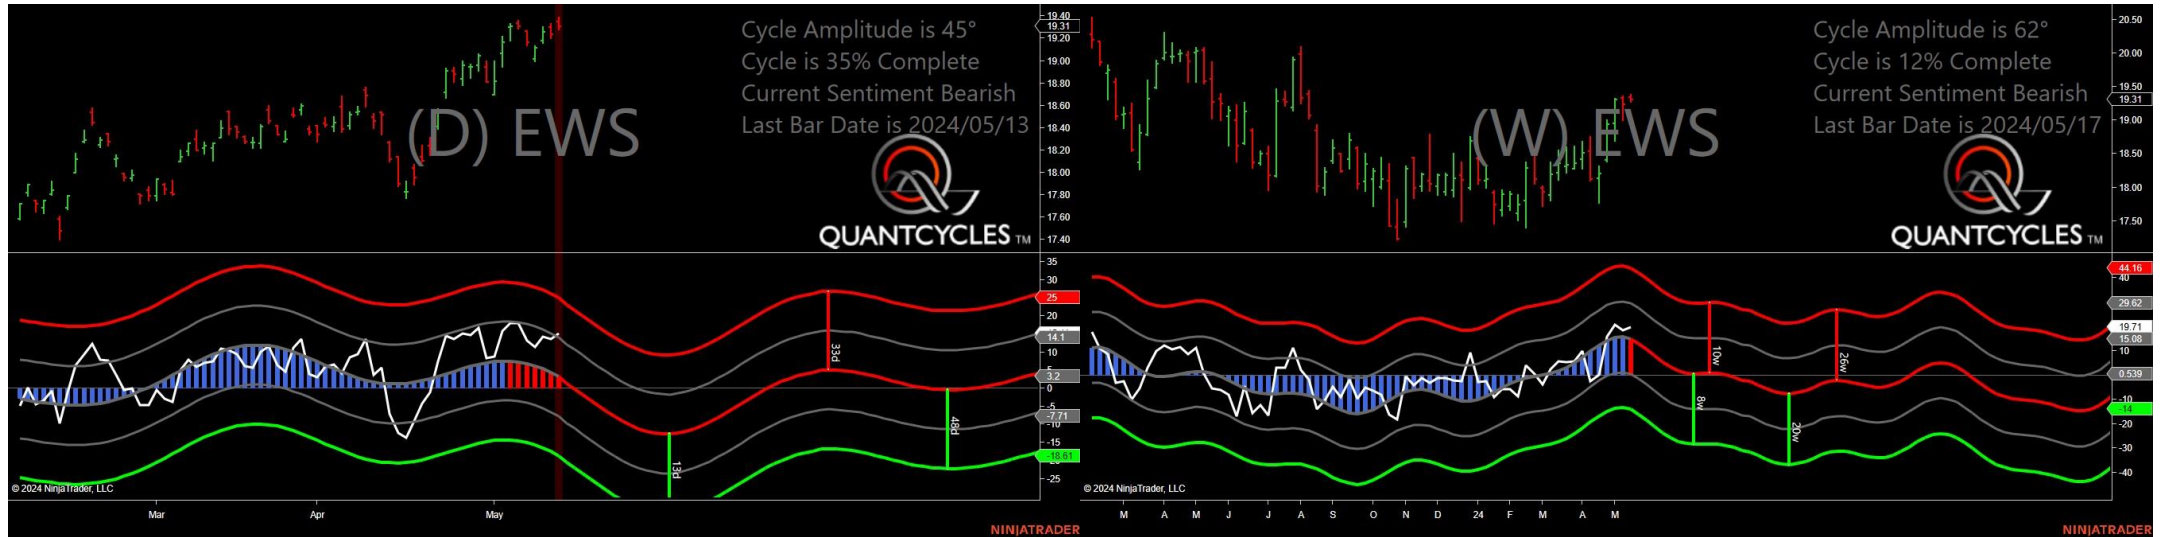 Cycle Amplitude is 45°
Cycle is 35% Complete
Current Sentiment Bearish
Last Bar Date is 2024/05/13
(D) EWS
QUANTCYCLES TM
19.40
19.31
19.20
19.00
18.80
18.60
18.40
18.20
18.00
17.80
17.60
17.40
35
30
25
20
14.1
10
5
3.2
0
-5
-7.71
-10
-15
-18.61
-25
33d
48d
13d
© 2024 NinjaTrader, LLC
Mar
Apr
May
NINJATRADER
Cycle Amplitude is 62°
Cycle is 12% Complete
Current Sentiment Bearish
Last Bar Date is 2024/05/17
(W) EWS
QUANTCYCLES TM
20.50
20.00
19.50
19.31
19.00
18.50
18.00
17.50
44.16
40
29.62
19.71
15.08
10
0.539
-10
-14
-20
-30
-40
10w
26w
8w
20w
© 2024 NinjaTrader, LLC
M
A
M
J
J
A
S
O
N
D
24
F
M
A
M
NINJATRADER